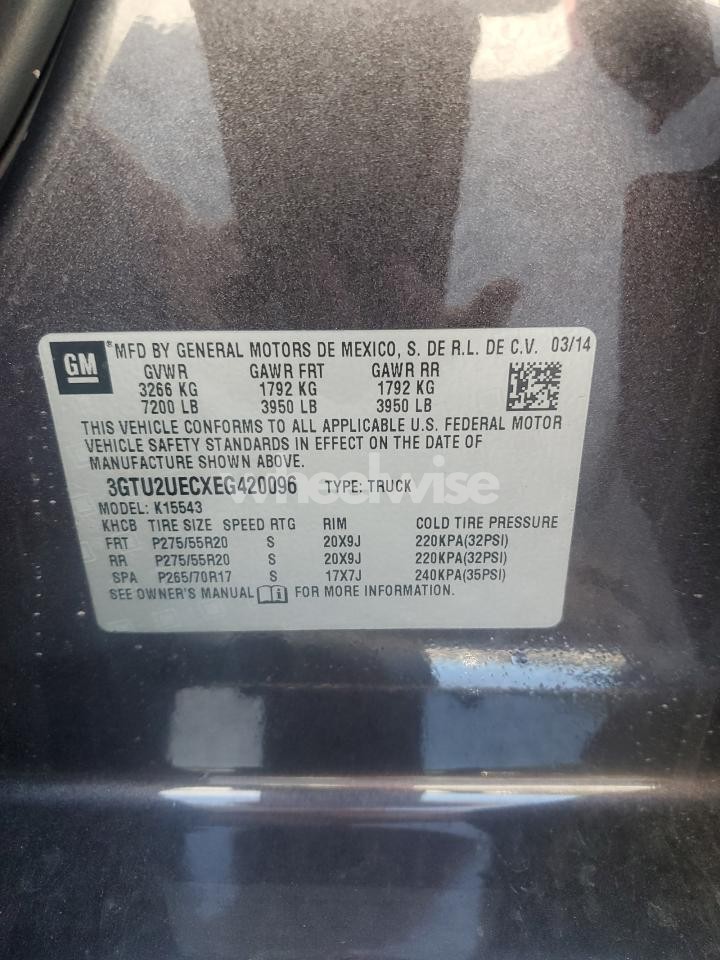 GM ® MFD BY GENERAL MOTORS DE MEXICO, S. DE R.L. DE C.V. 03/14
GVWR GAWR FRT GAWR RR
3266 KG 1792 KG 1792 KG
7200 LB 3950 LB 3950 LB
THIS VEHICLE CONFORMS TO ALL APPLICABLE U.S. FEDERAL MOTOR
VEHICLE SAFETY STANDARDS IN EFFECT ON THE DATE OF
MANUFACTURE SHOWN ABOVE.
3GTU2UECXEG420096 TYPE: TRUCK
wheelwise
MODEL: K15543
KHCB TIRE SIZE SPEED RTG RIM COLD TIRE PRESSURE
FRT P275/55R20 S 20X9J 220KPA(32PSI)
RR P275/55R20 S 20X9J 220KPA(32PSI)
SPA P265/70R17 S 17X7J 240KPA(35PSI)
SEE OWNER'S MANUAL i FOR MORE INFORMATION.